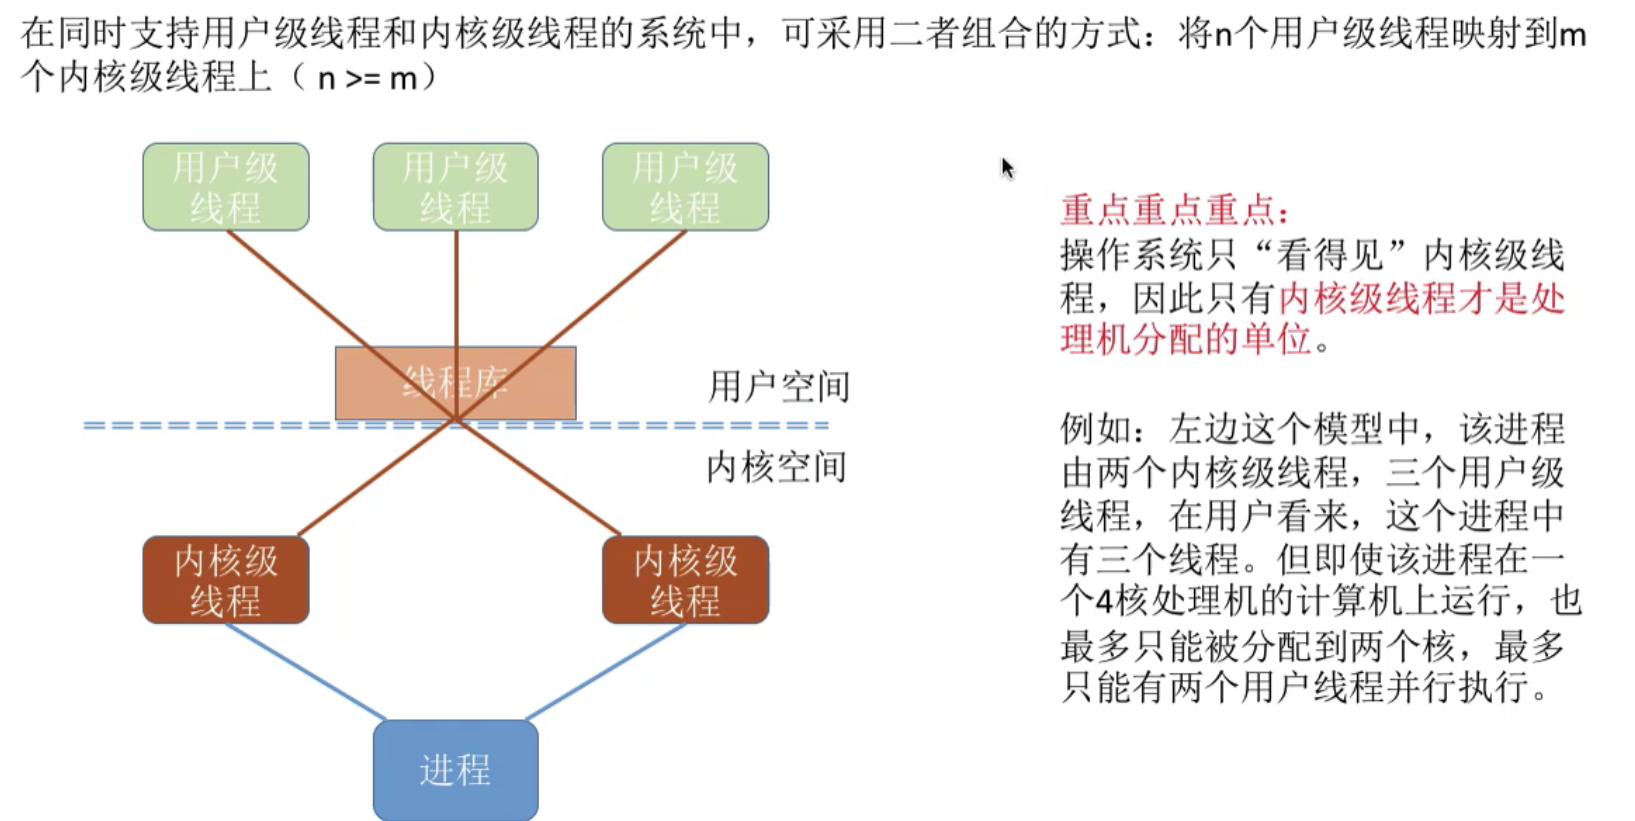 在同时支持用户级线程和内核级线程的系统中，可采用二者组合的方式：将n个用户级线程映射到m
个内核级线程上（ n >= m）
用户级
线程
用户级
线程
用户级
线程
线程库
用户空间
内核空间
内核级
线程
内核级
线程
进程
重点重点重点：
操作系统只“看得见”内核级线
程，因此只有内核级线程才是处
理机分配的单位。
例如：左边这个模型中，该进程
由两个内核级线程，三个用户级
线程，在用户看来，这个进程中
有三个线程。但即使该进程在一
个4核处理机的计算机上运行，也
最多只能被分配到两个核，最多
只能有两个用户线程并行执行。